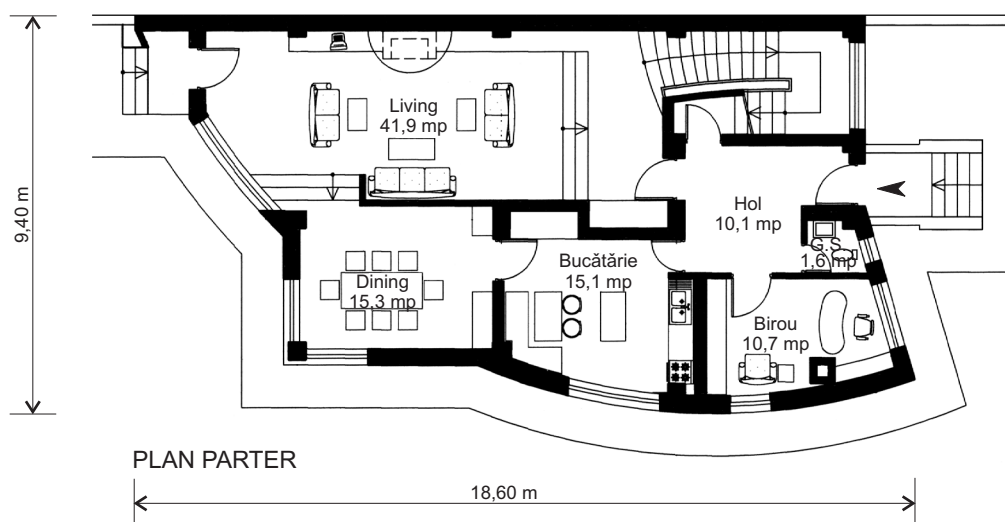 Living
41,9 mp
9,40 m
Hol
10,1 mp
G.S.
1,6 mp
Bucătărie
15,1 mp
Dining
15,3 mp
Birou
10,7 mp
PLAN PARTER
18,60 m